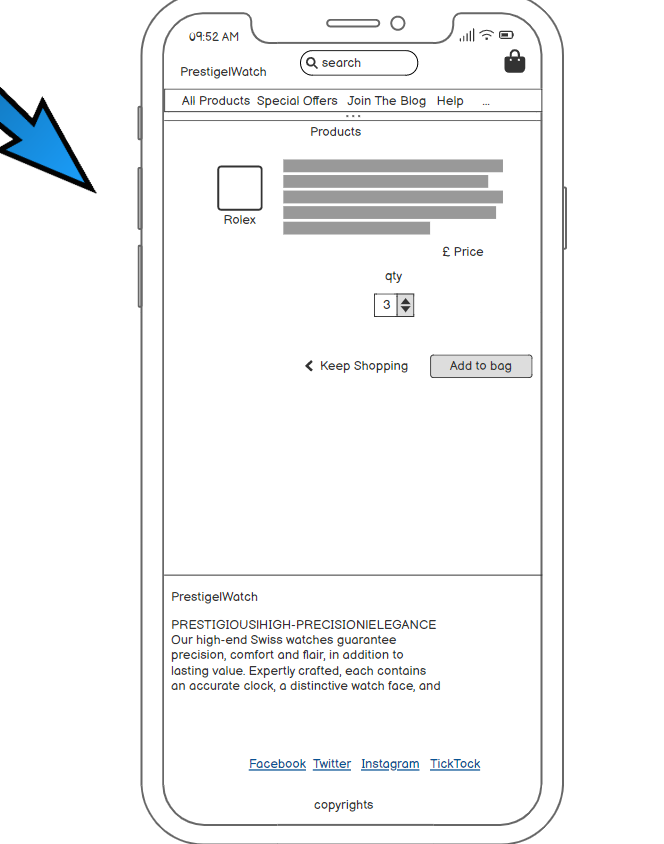 09:52 AM
search
PrestigelWatch
All Products Special Offers Join The Blog Help ...
Products
Rolex
£ Price
qty
3
Keep Shopping
Add to bag
PrestigelWatch
PRESTIGIOUSIHIGH-PRECISIONIELEGANCE
Our high-end Swiss watches guarantee
precision, comfort and flair, in addition to
lasting value. Expertly crafted, each contains
an accurate clock, a distinctive watch face, and
Facebook Twitter Instagram TickTock
copyrights